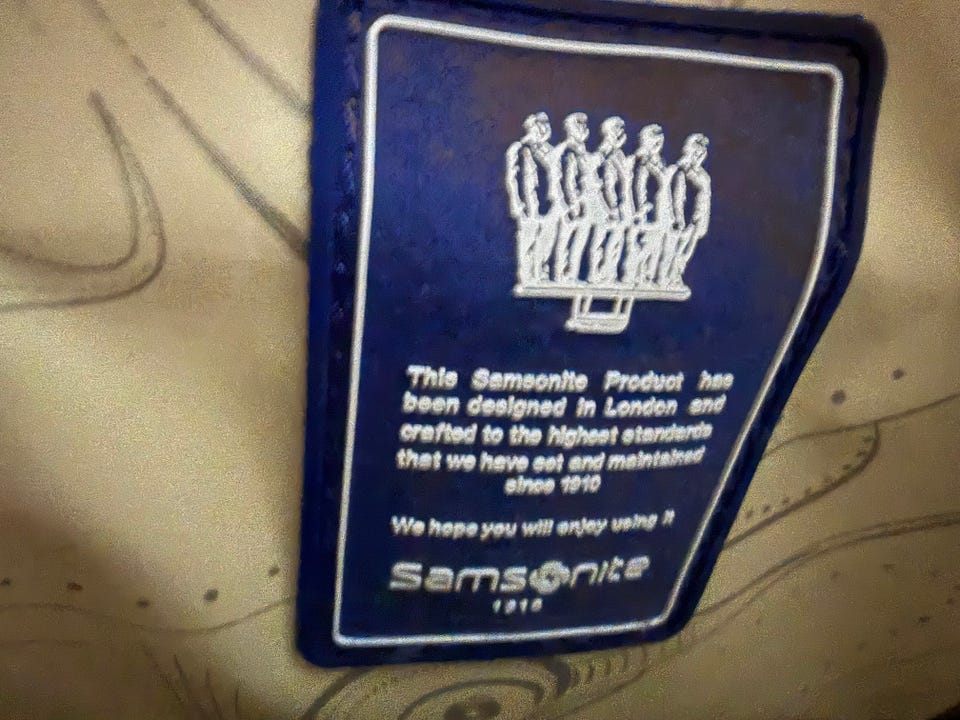 This Samsonite Product has
been designed in London and
crafted to the highest standards
that we have set and maintained
since 1910
We hope you will enjoy using it
Samsonite
1910